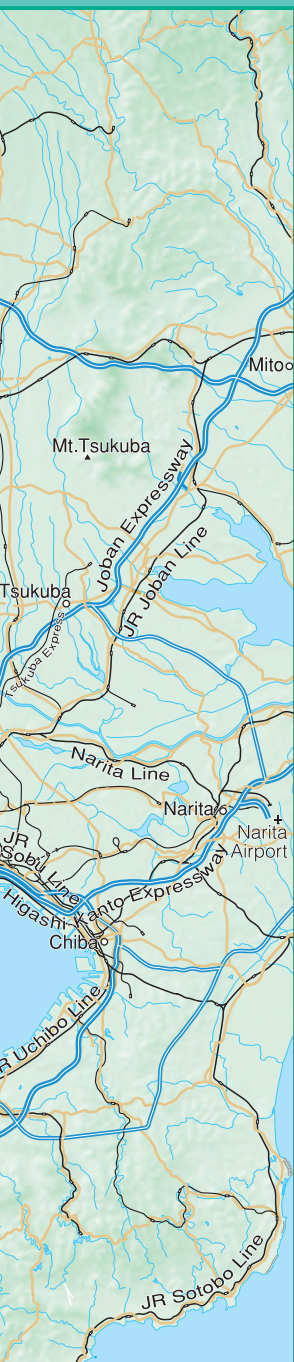 Mito
Mt.Tsukuba
Joban Expressway
JR Joban Line
Tsukuba
Tsukuba Express
Narita Line
Narita
Narita
Airport
JR
Sobu Line
Higashi-Kanto Expressway
Chiba
R Uchibo Line
JR Sotobo Line